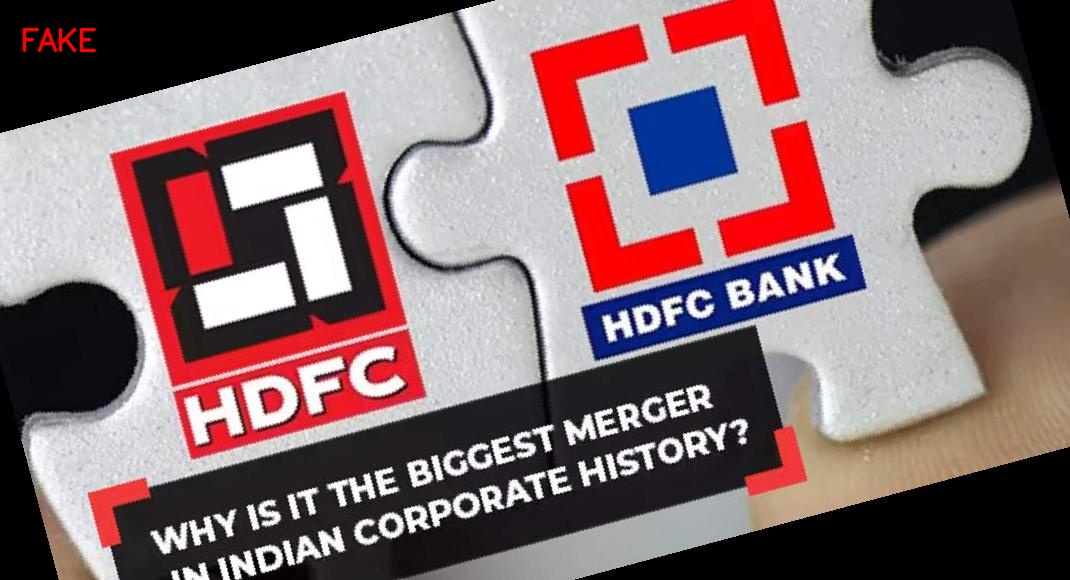 FAKE
HDFC
HDFC BANK
WHY IS IT THE BIGGEST MERGER
IN INDIAN CORPORATE HISTORY?